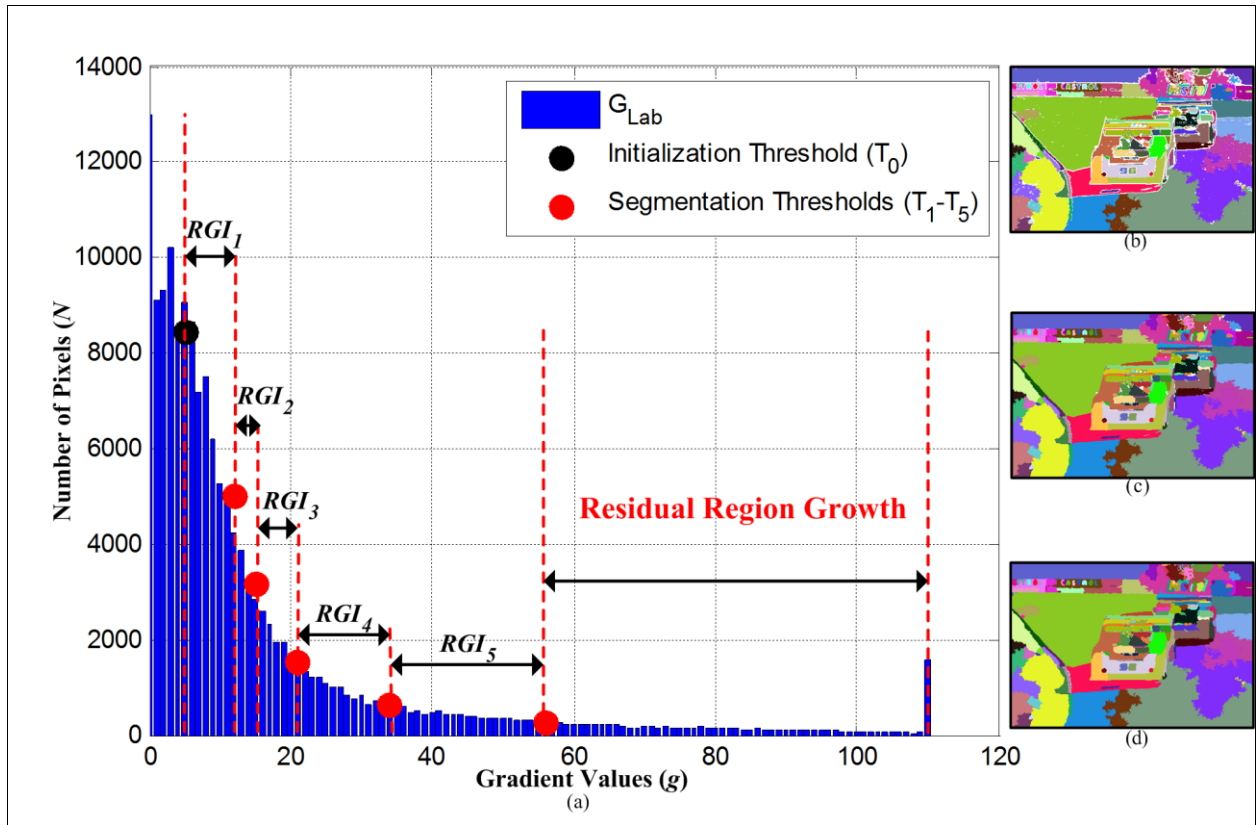 14000
12000
10000
8000
6000
4000
2000
0
Number of Pixels (N
G_Lab
Initialization Threshold (T_0)
Segmentation Thresholds (T_1-T_5)
RGI_1
RGI_2
RGI_3
RGI_4
RGI_5
Residual Region Growth
0 20 40 60 80 100 120
Gradient Values (g)
(a)
(b)
(c)
(d)